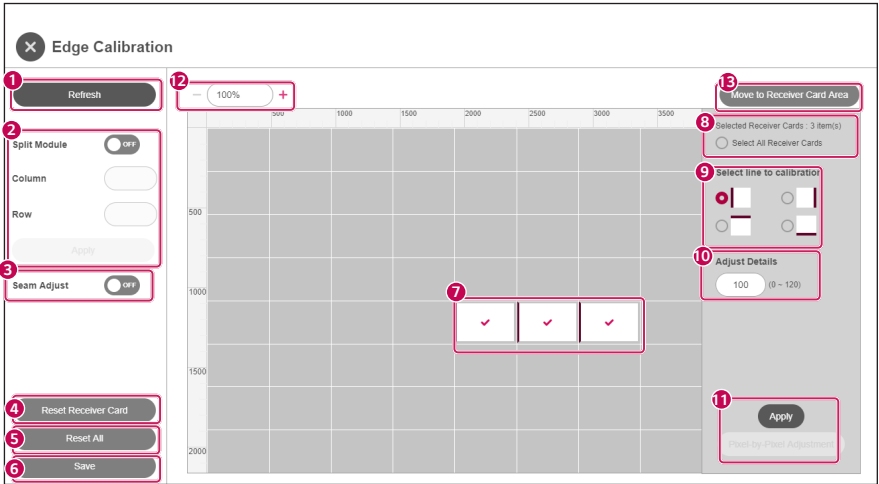 Edge Calibration
1
Refresh
12
100%
13
Move to Receiver Card Area
500
1000
1500
2000
2500
3000
3500
2
Split Module
OFF
Column
Row
Apply
8
Selected Receiver Cards : 3 item(s)
Select All Receiver Cards
9
Select line to calibration
500
3
Seam Adjust
OFF
10
Adjust Details
100
(0 ~ 120)
1000
7
1500
2000
4
Reset Receiver Card
5
Reset All
6
Save
11
Apply
Pixel-by-Pixel Adjustment